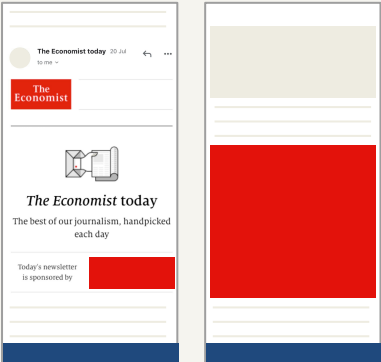 The Economist today 20 Jul
to me
The
Economist
The Economist today
The best of our journalism, handpicked
each day
Today's newsletter
is sponsored by